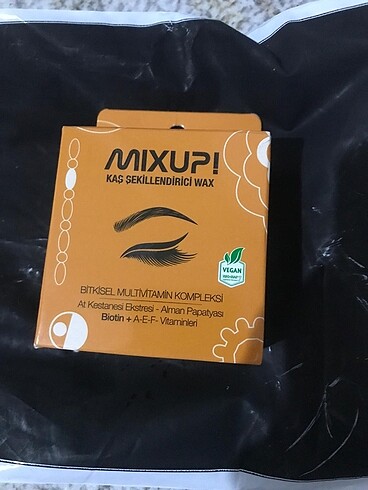 MIXUP!
KAŞ ŞEKİLLENDİRİCİ WAX
VEGAN
BİTKİSEL MULTİVİTAMİN KOMPLEKSİ
At Kestanesi Ekstresi - Alman Papatyası
Biotin + A-E-F- Vitaminleri